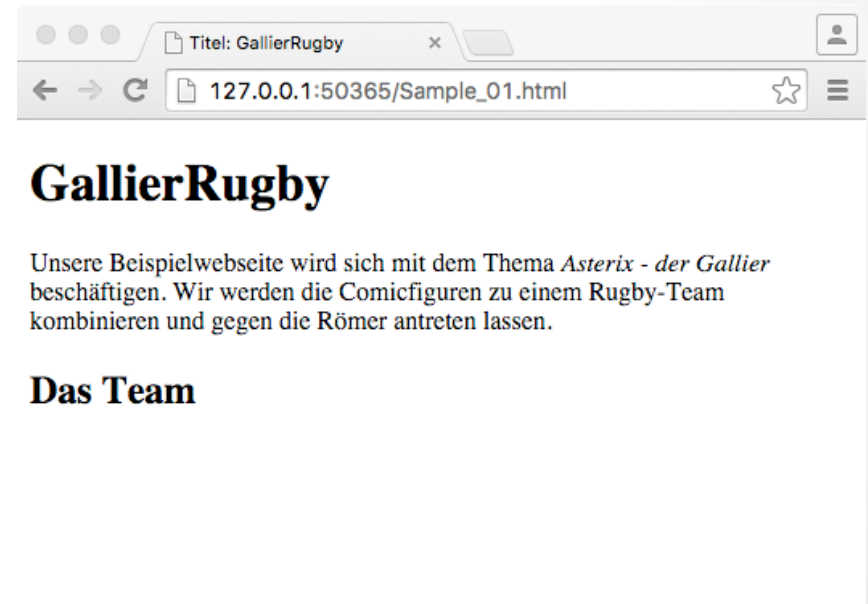 Titel: GallierRugby
127.0.0.1:50365/Sample_01.html
GallierRugby
Unsere Beispielwebseite wird sich mit dem Thema Asterix - der Gallier
beschäftigen. Wir werden die Comicfiguren zu einem Rugby-Team
kombinieren und gegen die Römer antreten lassen.
Das Team